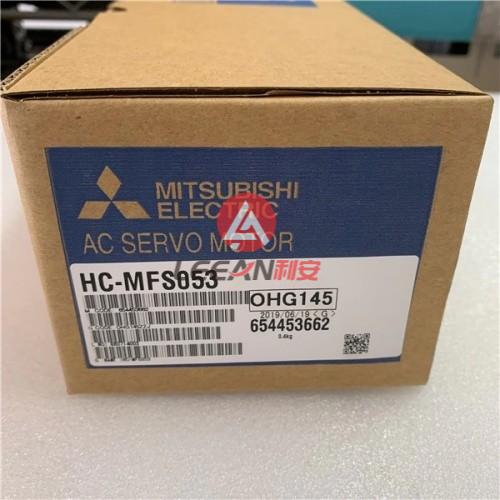 MITSUBISHI
ELECTRIC
AC SERVO MOTOR
LEEAN利安
HC-MFS053
OHG145
2019/06/19 <G>
654453662
0.4kg